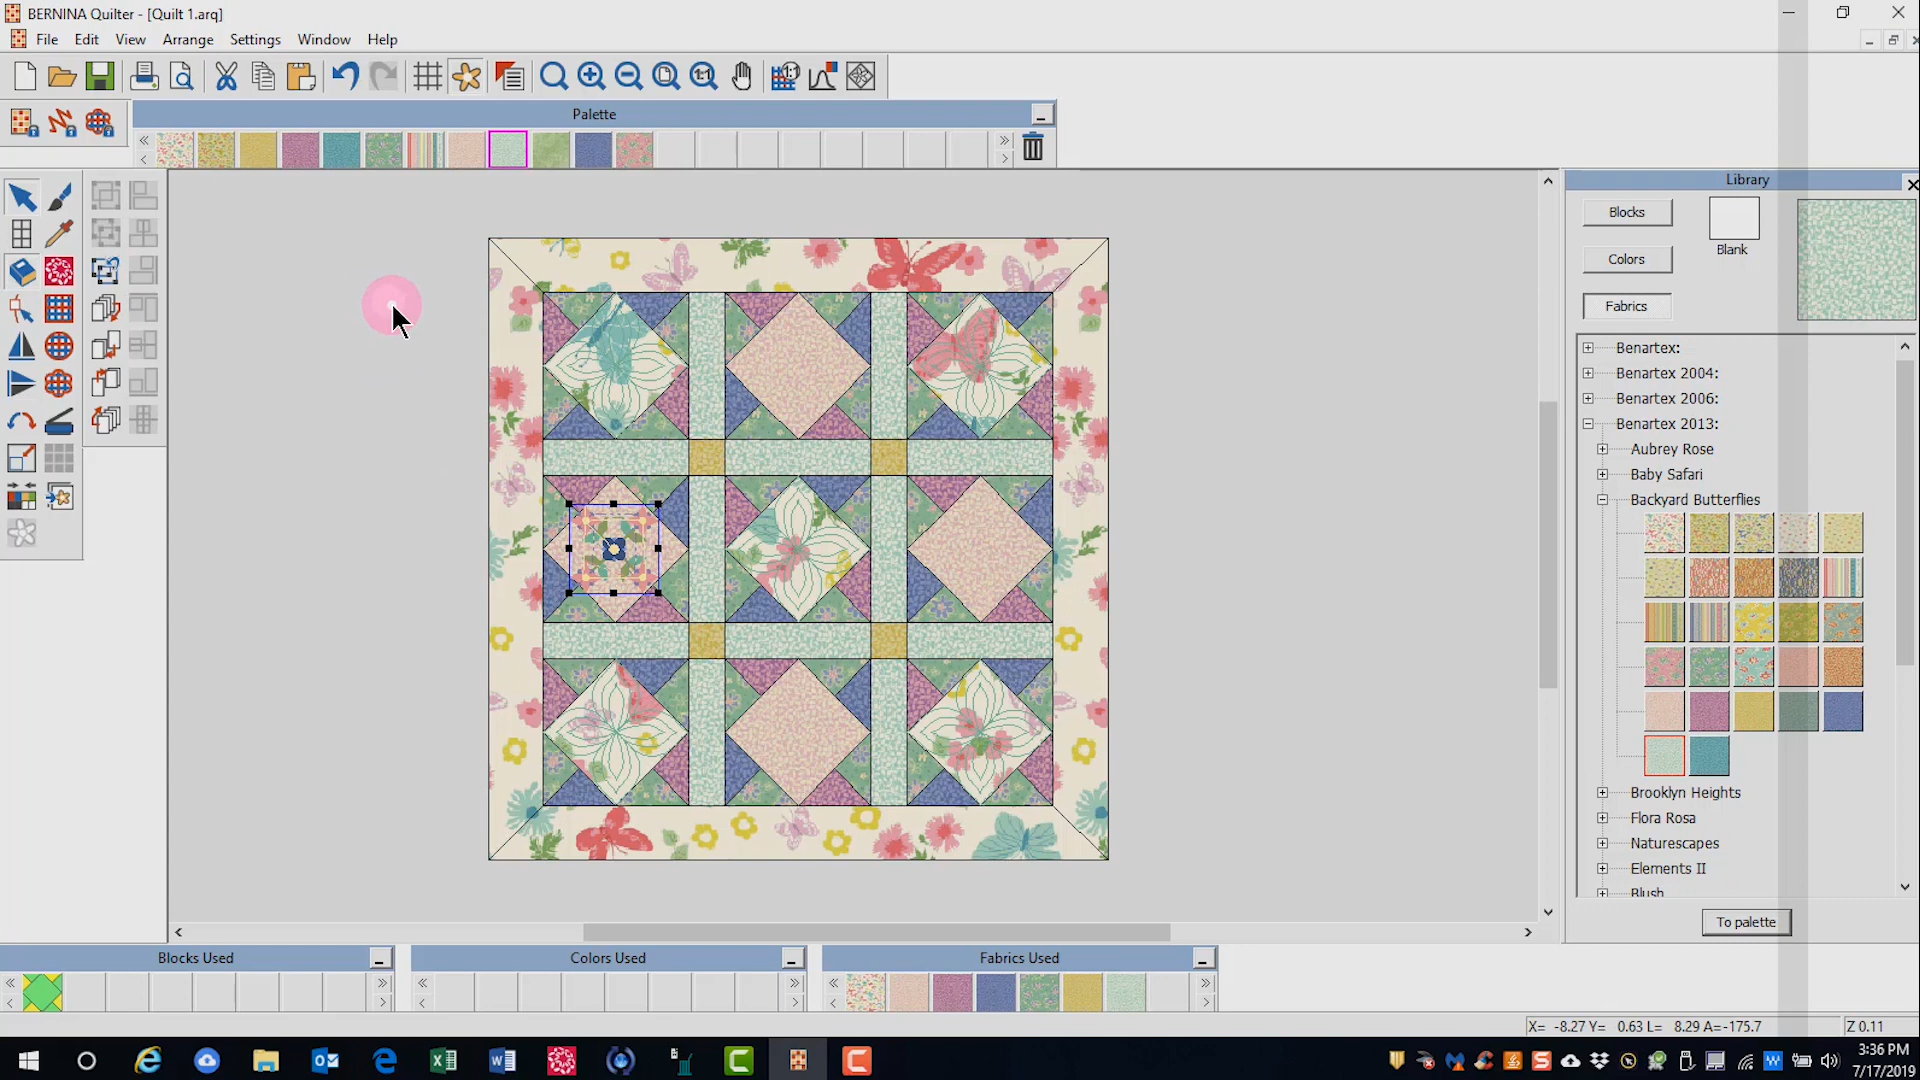 BERNINA Quilter - [Quilt 1.arq]
File Edit View Arrange Settings Window Help
1:1
Palette
Library
Blocks
Blank
Colors
Fabrics
Benartex:
Benartex 2004:
Benartex 2006:
Benartex 2013:
Aubrey Rose
Baby Safari
Backyard Butterflies
Brooklyn Heights
Flora Rosa
Naturescapes
Elements II
Blush
To palette
Blocks Used
Colors Used
Fabrics Used
X= -8.27 Y= 0.63 L= 8.29 A=-175.7
Z 0.11
3:36 PM
7/17/2019